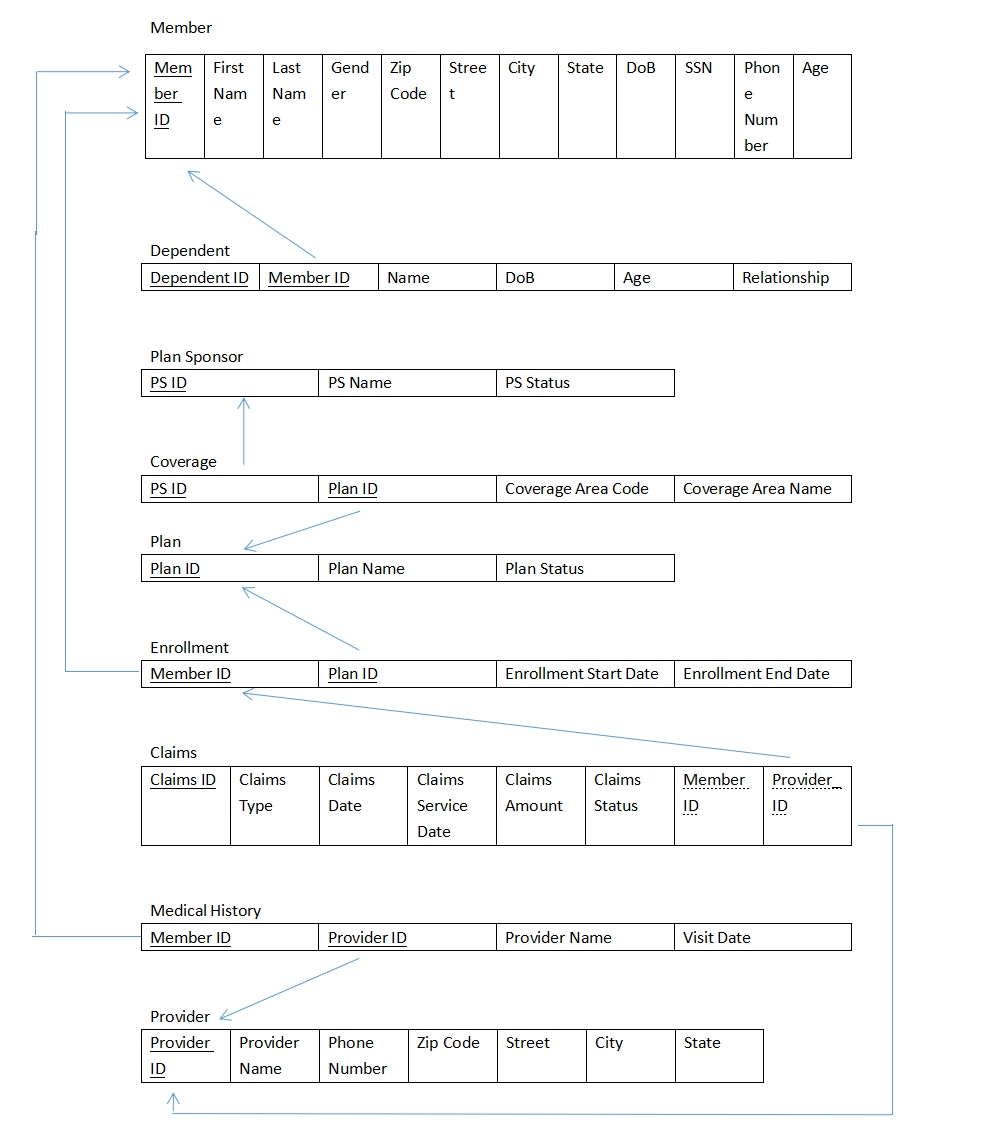 Member
Mem First Last Gend Zip Stree City State DoB SSN Phon Age
ber Nam Nam er Code t e
ID e e Num
ber
Dependent
Dependent ID Member ID Name DoB Age Relationship
Plan Sponsor
PS ID PS Name PS Status
Coverage
PS ID Plan ID Coverage Area Code Coverage Area Name
Plan
Plan ID Plan Name Plan Status
Enrollment
Member ID Plan ID Enrollment Start Date Enrollment End Date
Claims
Claims ID Claims Claims Claims Claims Claims Member Provider_
Type Date Service Amount Status ID ID
Date
Medical History
Member ID Provider ID Provider Name Visit Date
Provider
Provider Provider Phone Zip Code Street City State
ID Name Number